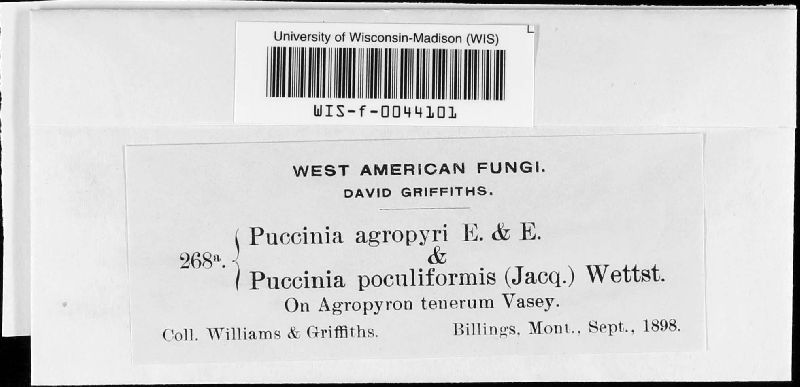 University of Wisconsin-Madison (WIS)
WIS-f-0044101
WEST AMERICAN FUNGI.
DAVID GRIFFITHS.
268a. Puccinia agropyri E. & E.
&
Puccinia poculiformis (Jacq.) Wettst.
On Agropyron tenerum Vasey.
Coll. Williams & Griffiths. Billings, Mont., Sept., 1898.